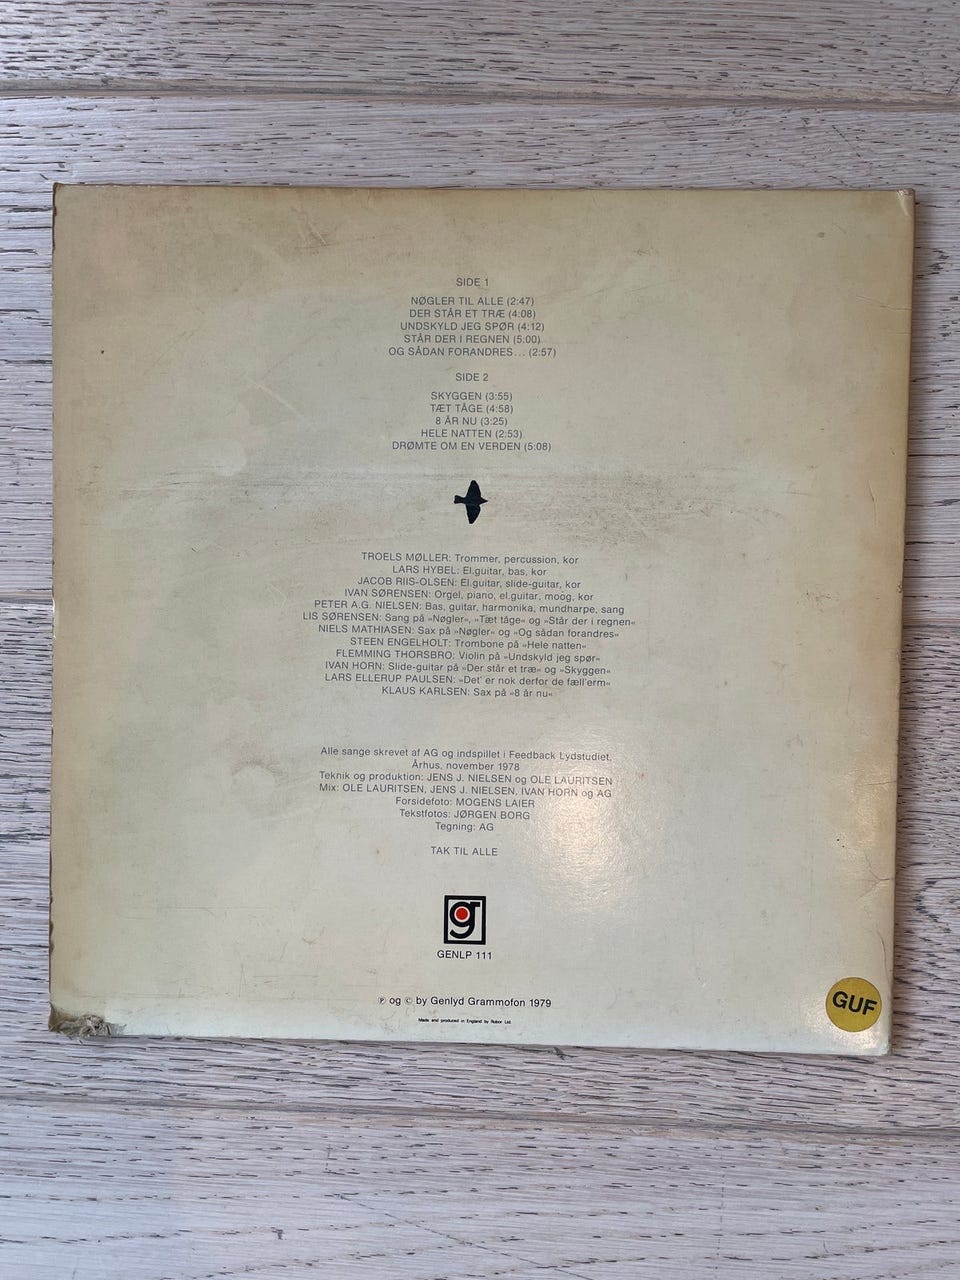 SIDE 1
NØGLER TIL ALLE (2:47)
DER STÅR ET TRÆ (4:08)
UNDSKYLD JEG SPØR (4:12)
STÅR DER I REGNEN (5:00)
OG SÅDAN FORANDRES... (2:57)
SIDE 2
SKYGGEN (3:55)
TÆT TÅGE (4:58)
8 ÅR NU (3:25)
HELE NATTEN (2:53)
DRØMTE OM EN VERDEN (5:08)
TROELS MØLLER: Trommer, percussion, kor
LARS HYBEL: El.guitar, bas, kor
JACOB RIIS-OLSEN: El.guitar, slide-guitar, kor
IVAN SØRENSEN: Orgel, piano, el.guitar, moog, kor
PETER A.G. NIELSEN: Bas, guitar, harmonika, mundharpe, sang
LIS SØRENSEN: Sang på »Nøgler«, »Tæt tåge« og »Står der i regnen«
NIELS MATHIASEN: Sax på »Nøgler« og »Og sådan forandres«
STEEN ENGELHOLT: Trombone på »Hele natten«
FLEMMING THORSBRO: Violin på »Undskyld jeg spør«
IVAN HORN: Slide-guitar på »Der står et træ« og »Skyggen«
LARS ELLERUP PAULSEN: »Det' er nok derfor de fæll'erm«
KLAUS KARLSEN: Sax på »8 år nu«
Alle sange skrevet af AG og indspillet i Feedback Lydstudiet,
Århus, november 1978
Teknik og produktion: JENS J. NIELSEN og OLE LAURITSEN
Mix: OLE LAURITSEN, JENS J. NIELSEN, IVAN HORN og AG
Forsidefoto: MOGENS LAIER
Tekstfotos: JØRGEN BORG
Tegning: AG
TAK TIL ALLE
g
GENLP 111
℗ og © by Genlyd Grammofon 1979
Made and produced in England by Robor Ltd.
GUF